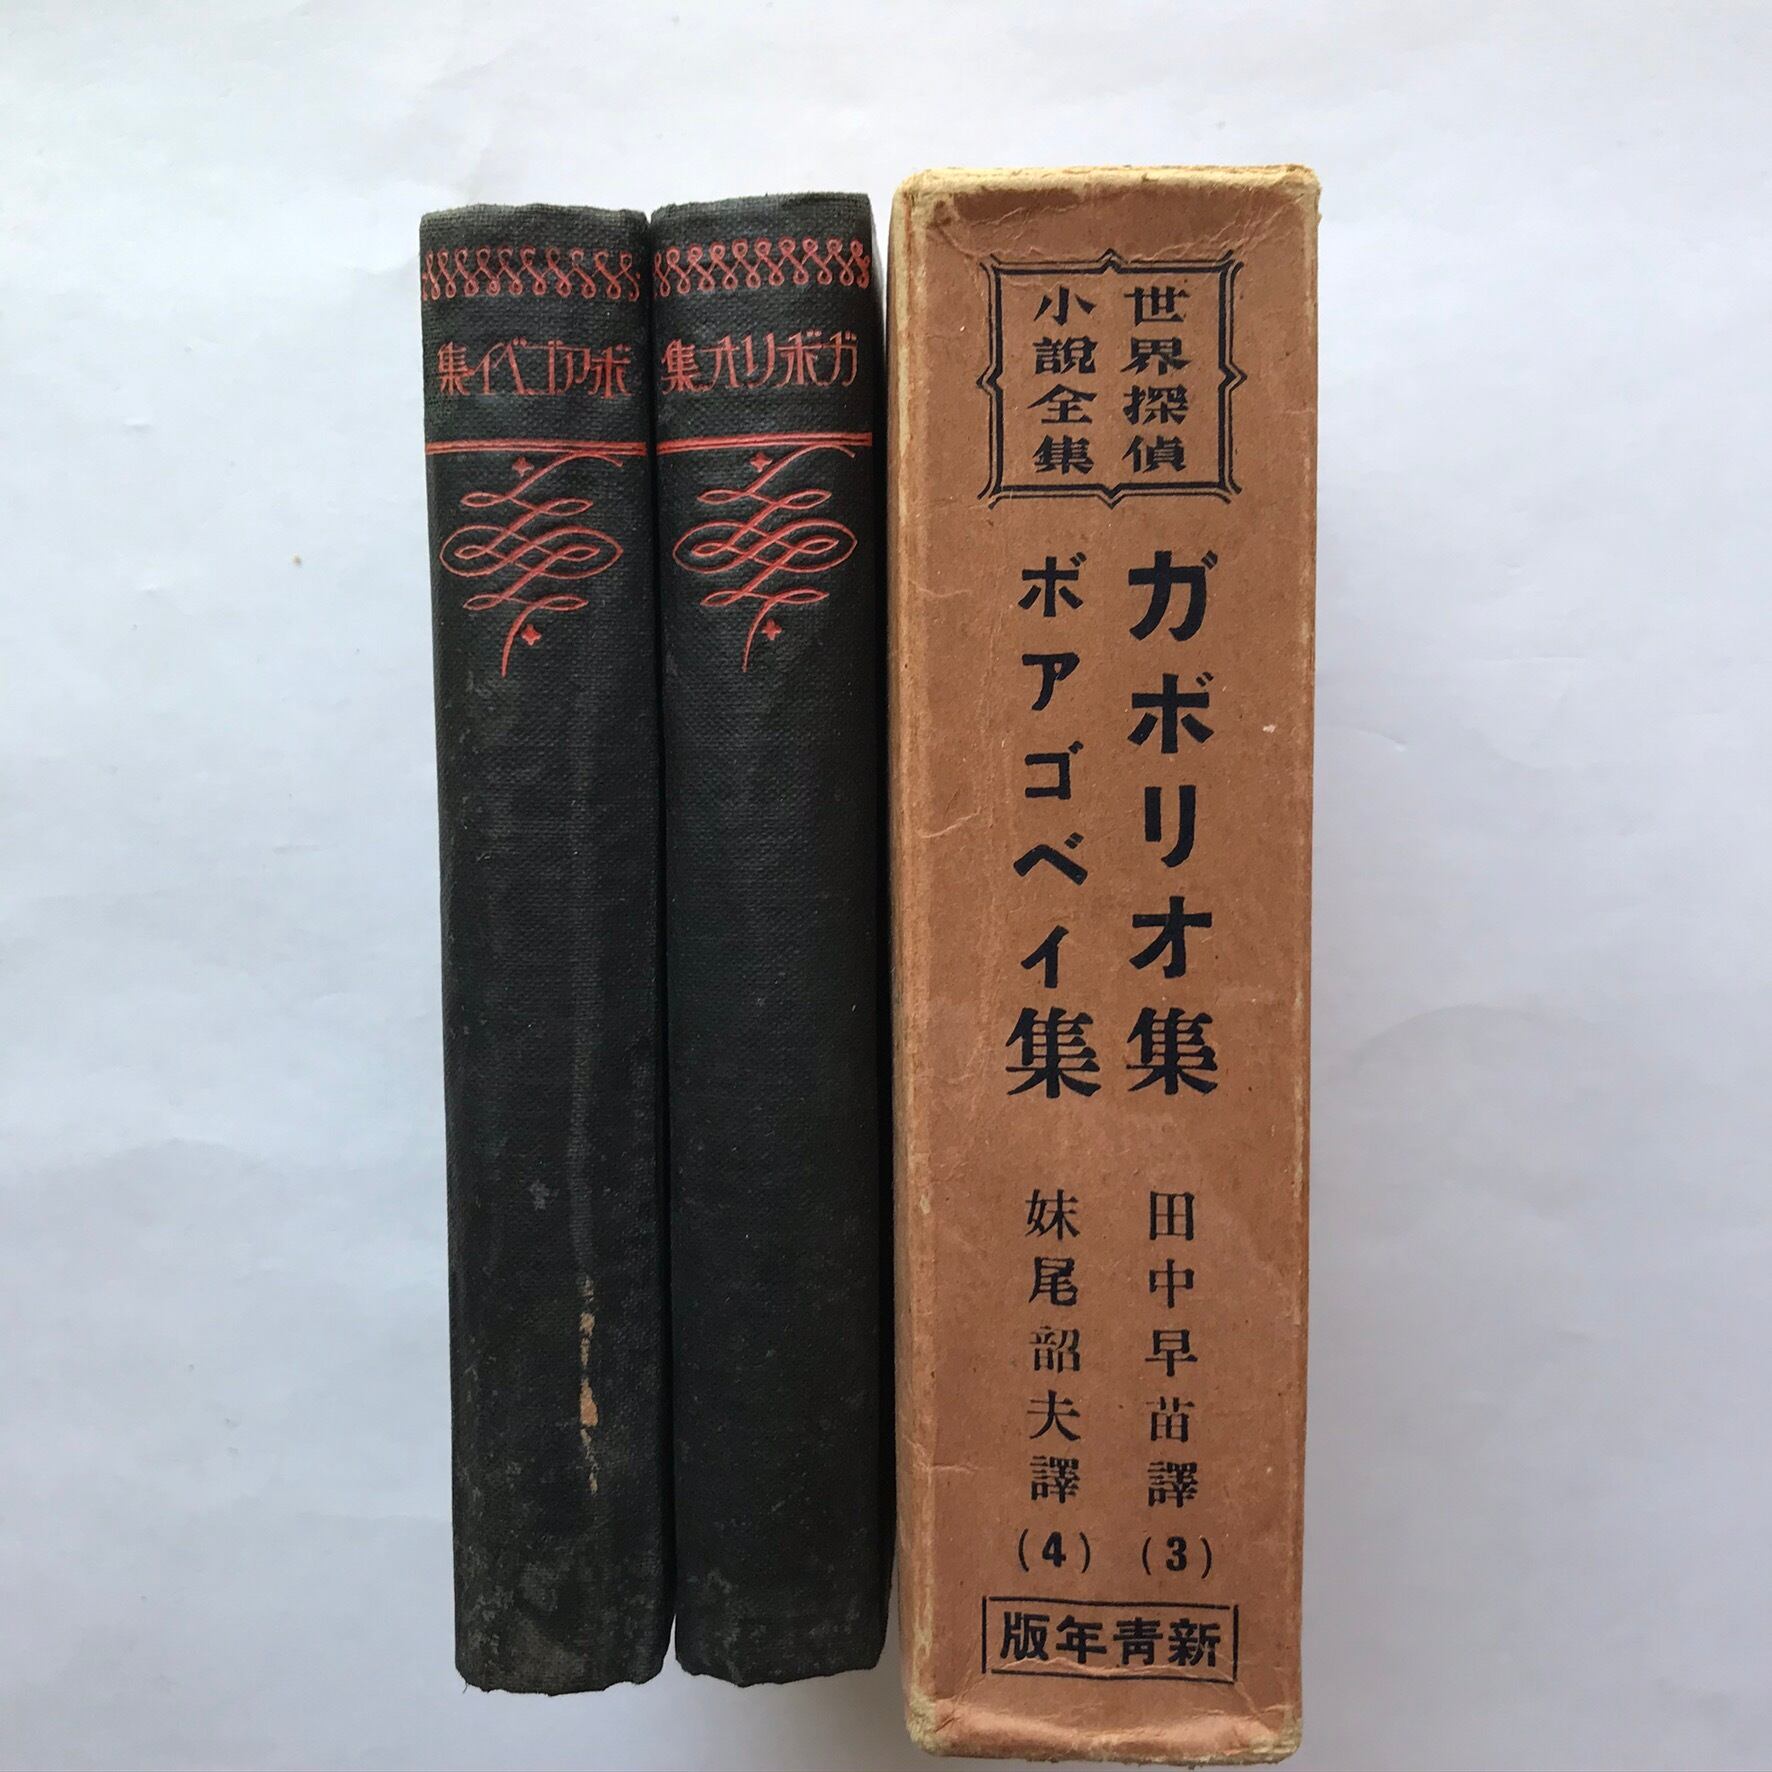 集イベゴアボ
集オリボガ
世界探偵
小說全集
ガボリオ集
ボアゴベイ集
田中早苗譯(3)
妹尾韶夫譯(4)
版年靑新